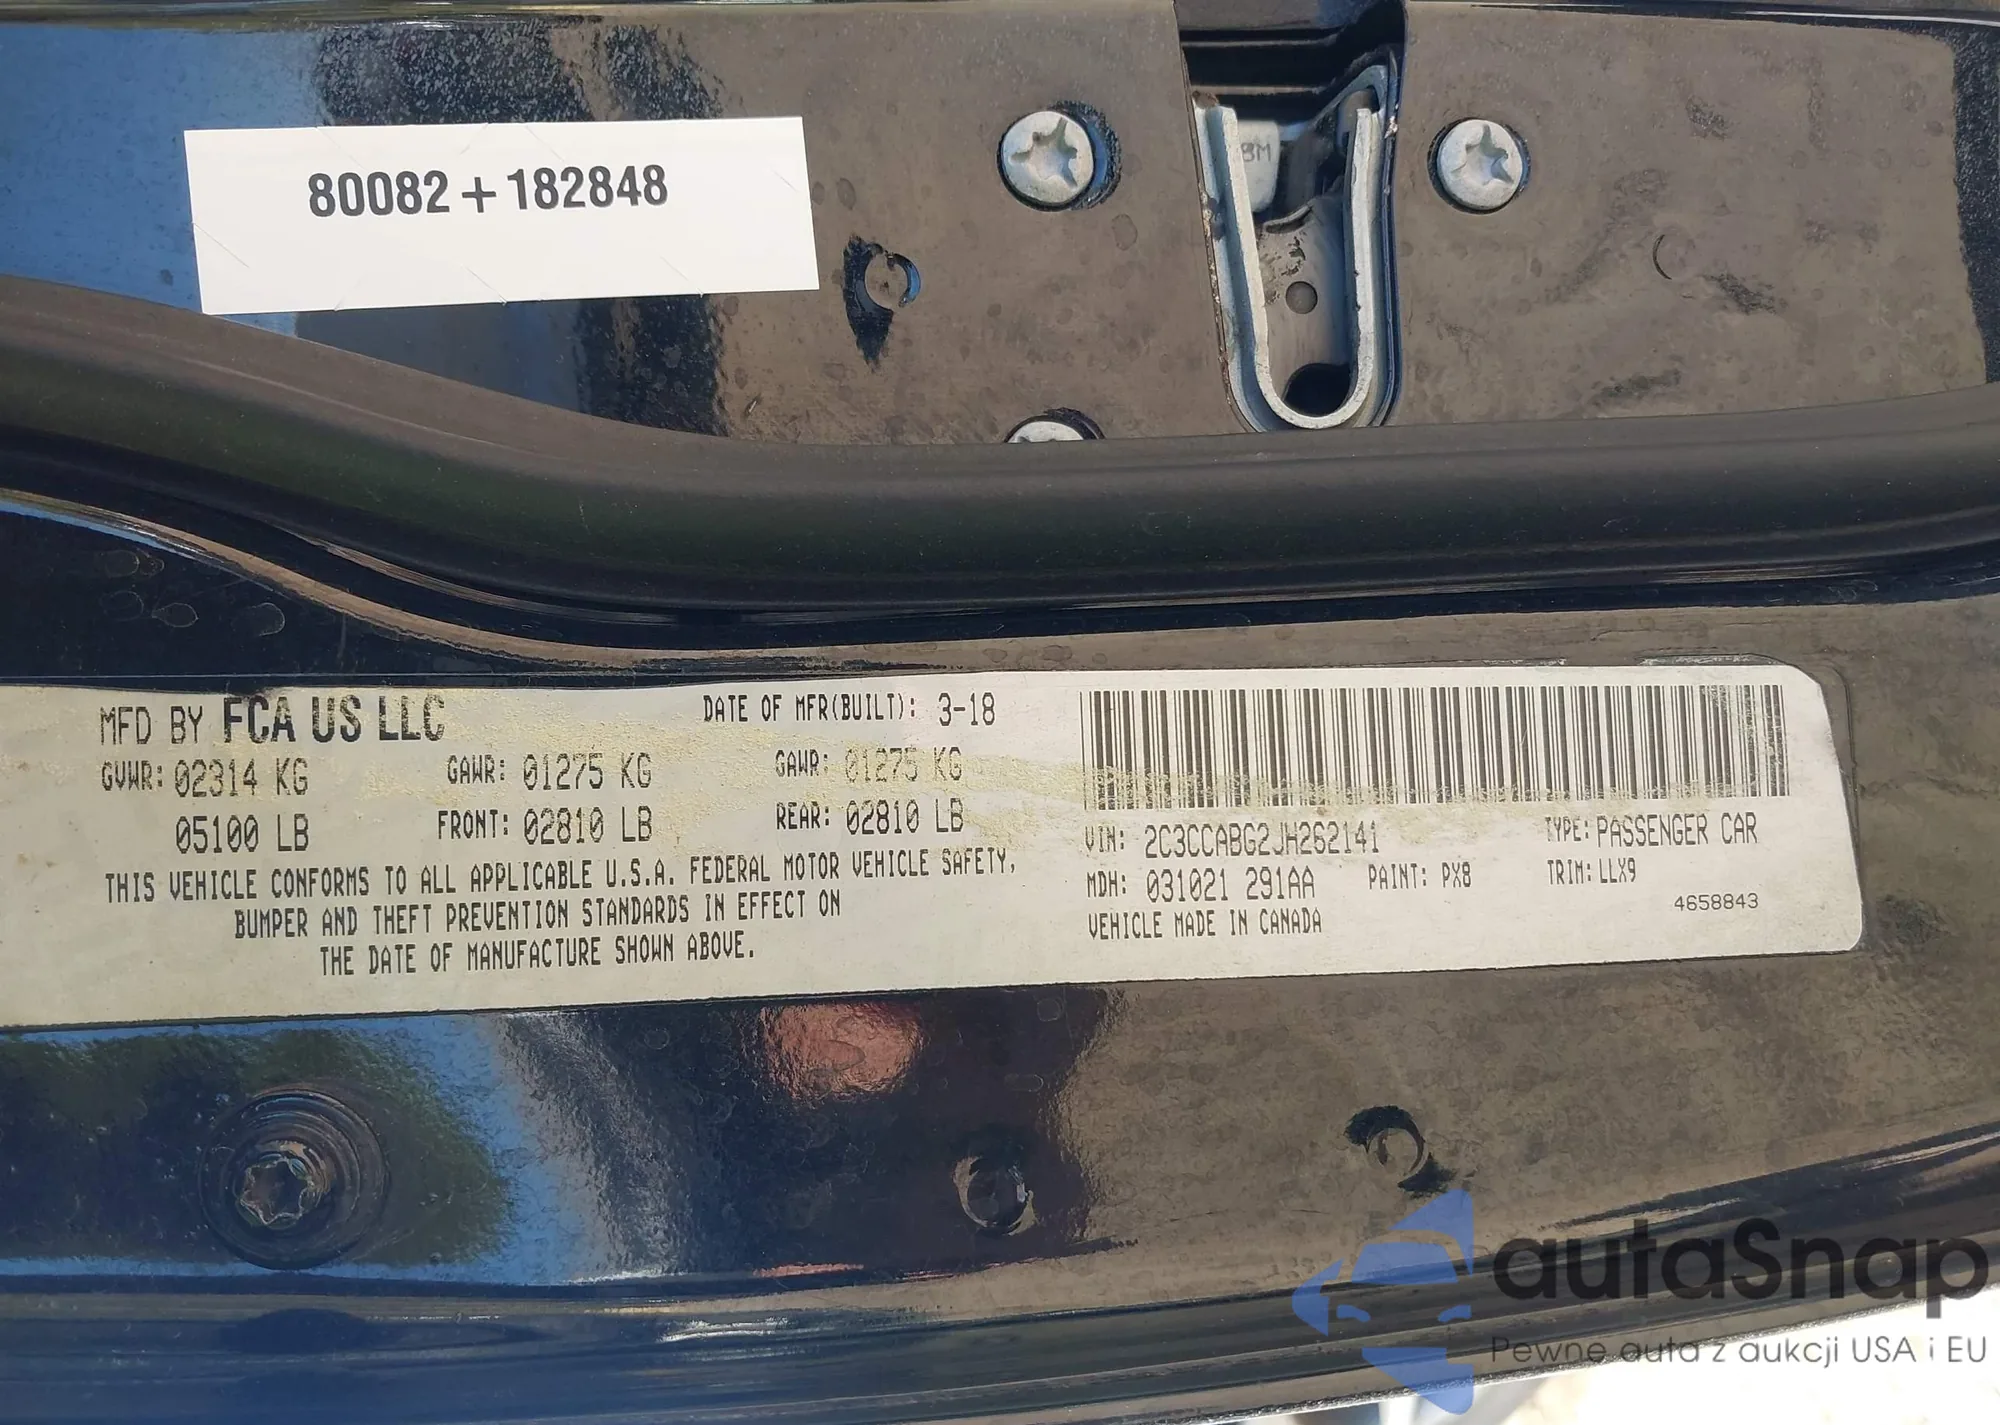 80082+182848
8M
MFD BY FCA US LLC
DATE OF MFR(BUILT): 3-18
GVWR: 02314 KG GAWR: 01275 KG GAWR: 01275 KG
05100 LB FRONT: 02810 LB REAR: 02810 LB
THIS VEHICLE CONFORMS TO ALL APPLICABLE U.S.A. FEDERAL MOTOR VEHICLE SAFETY,
BUMPER AND THEFT PREVENTION STANDARDS IN EFFECT ON
THE DATE OF MANUFACTURE SHOWN ABOVE.
VIN: 2C3CCABG2JH262141 TYPE: PASSENGER CAR
MDH: 031021 291AA PAINT: PX8 TRIM: LLX9
VEHICLE MADE IN CANADA
4658843
autaSnap
Pewne auta z aukcji USA i EU